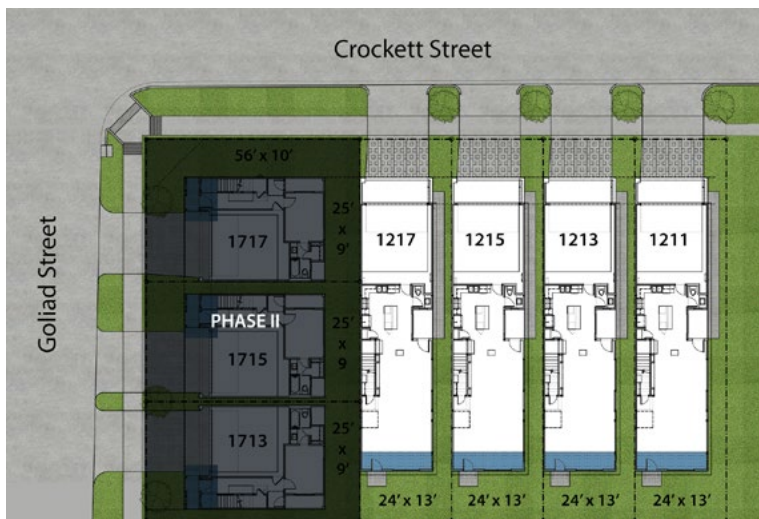 Crockett Street
Goliad Street
56' x 10'
1717
25'
x
9'
1217
1215
1213
1211
PHASE II
1715
25'
x
9
1713
25'
x
9'
24' x 13'
24' x 13'
24' x 13'
24' x 13'